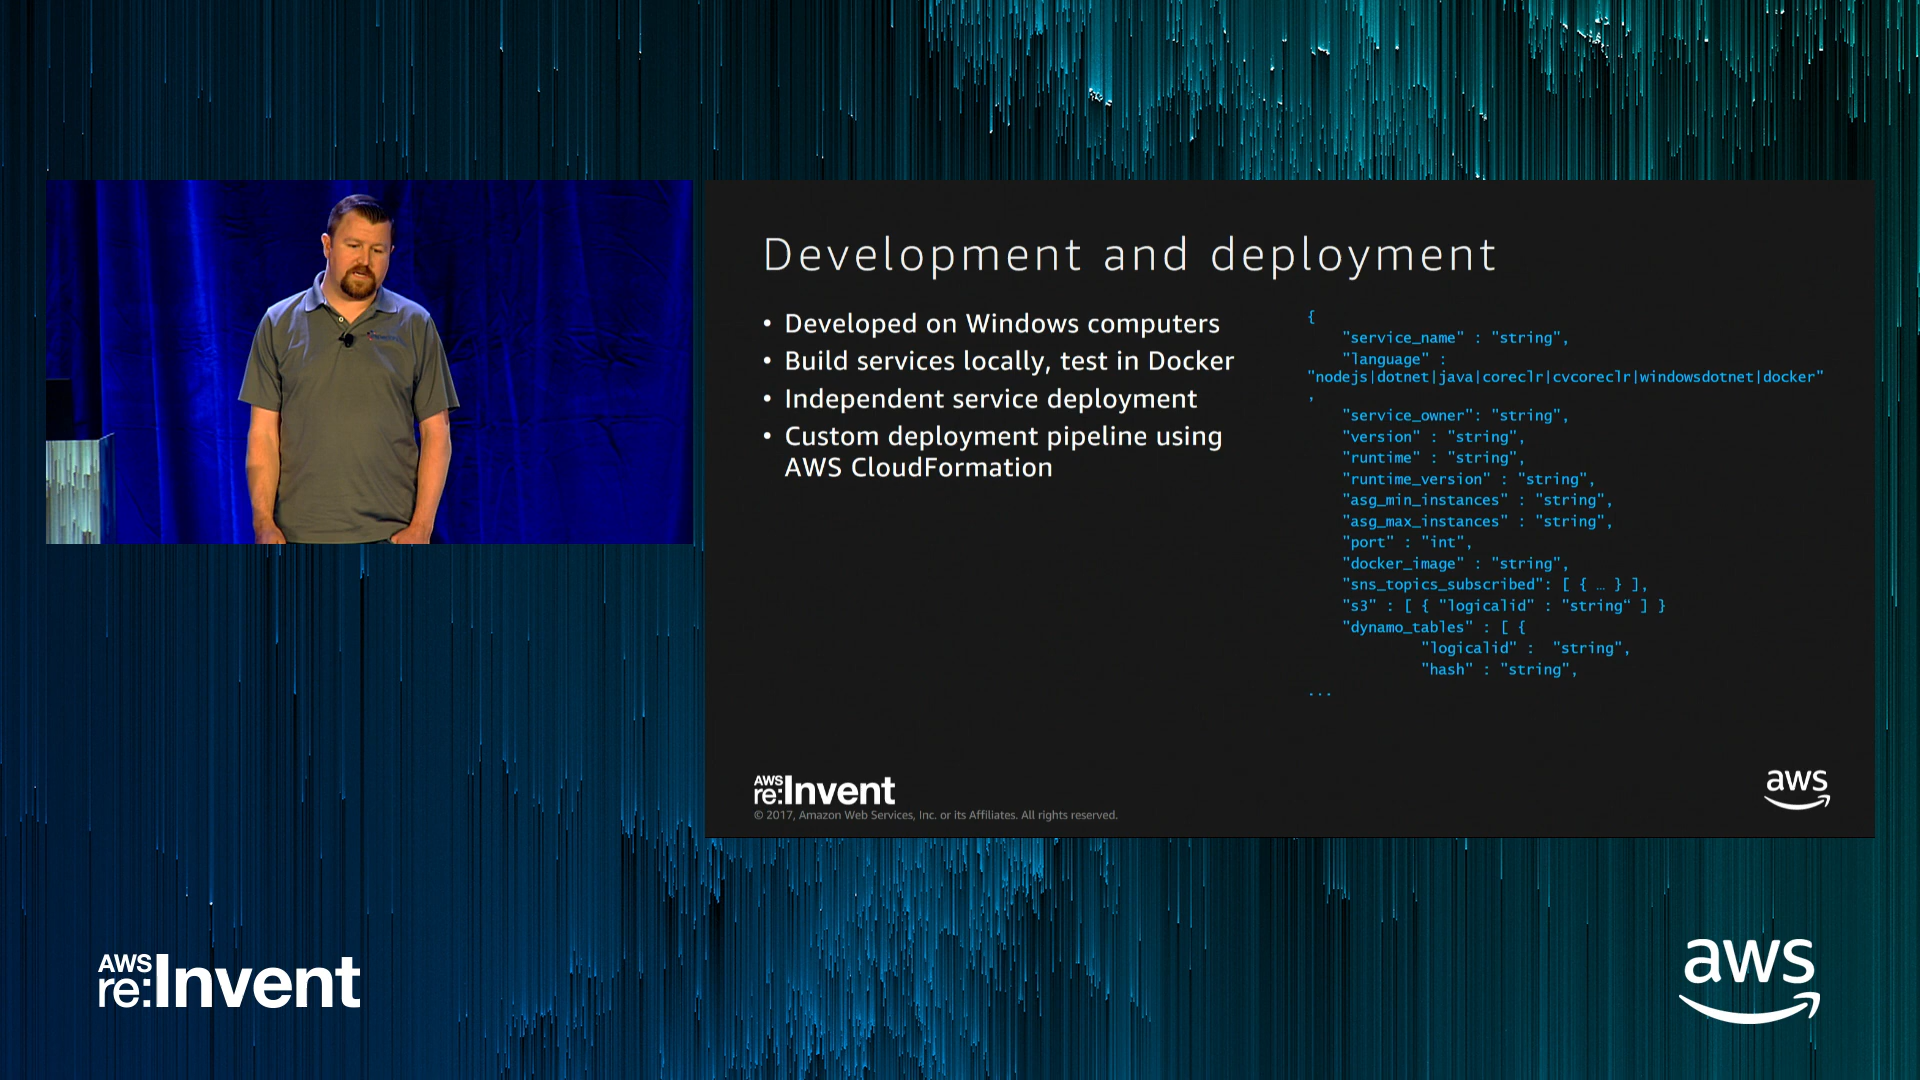 Development and deployment
• Developed on Windows computers
• Build services locally, test in Docker
• Independent service deployment
• Custom deployment pipeline using
AWS CloudFormation
{
"service_name" : "string",
"language" :
"nodejs|dotnet|java|coreclr|cvcoreclr|windowsdotnet|docker"
,
"service_owner": "string",
"version" : "string",
"runtime" : "string",
"runtime_version" : "string",
"asg_min_instances" : "string",
"asg_max_instances" : "string",
"port" : "int",
"docker_image" : "string",
"sns_topics_subscribed": [ { … } ],
"s3" : [ { "logicalid" : "string“ ] }
"dynamo_tables" : [ {
"logicalid" :  "string",
"hash" : "string",
...
AWS
re:Invent
© 2017, Amazon Web Services, Inc. or its Affiliates. All rights reserved.
aws
AWS
re:Invent
aws